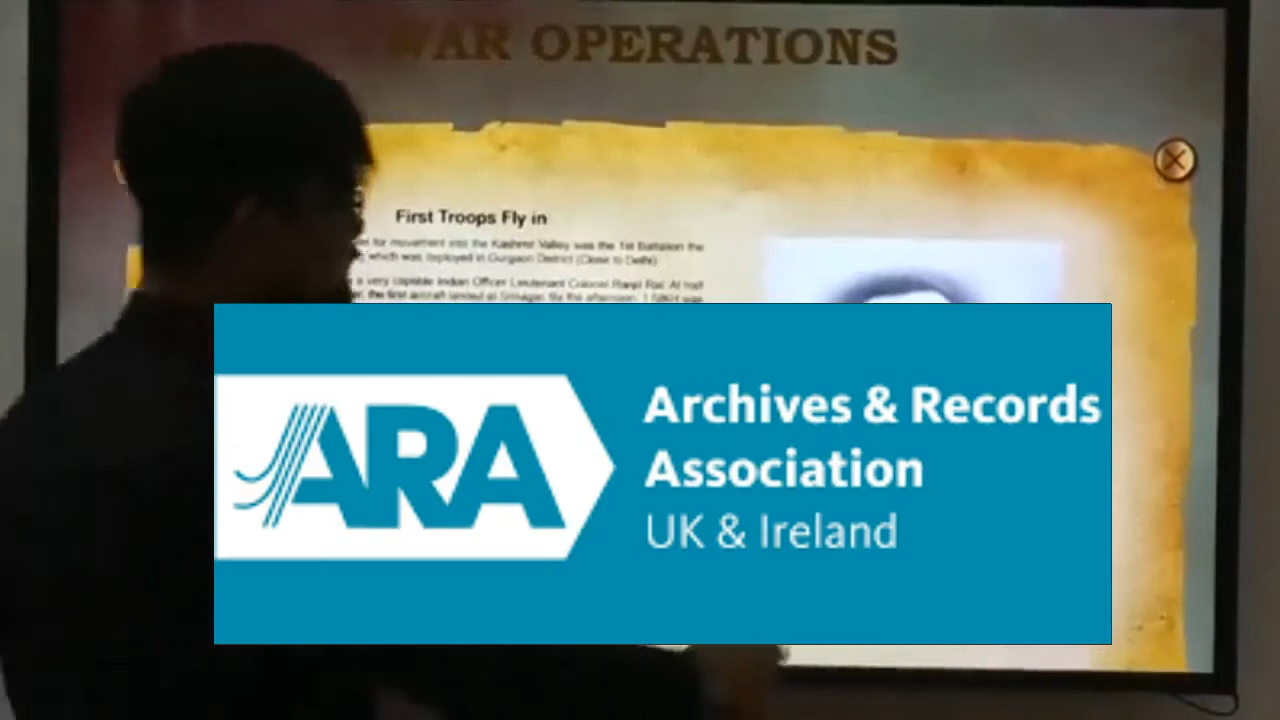 WAR OPERATIONS
First Troops Fly in
for movement into the Kashmir Valley was the 1st Battalion the
which was deployed in Gurgaon District (Close to Delhi)
a very capable Indian Officer Lieutenant Colonel Ranjit Rai. At
the first aircraft landed at Srinagar. By the afternoon, 1
ARA
Archives & Records
Association
UK & Ireland